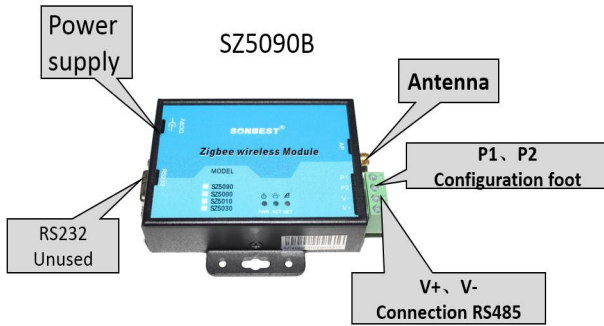 Power
supply
SZ5090B
Antenna
SONBEST®
Zigbee wireless Module
MODEL
SZ5090
SZ5080
SZ5010
SZ5030
P1、P2
Configuration foot
RS232
Unused
V+、V-
Connection RS485